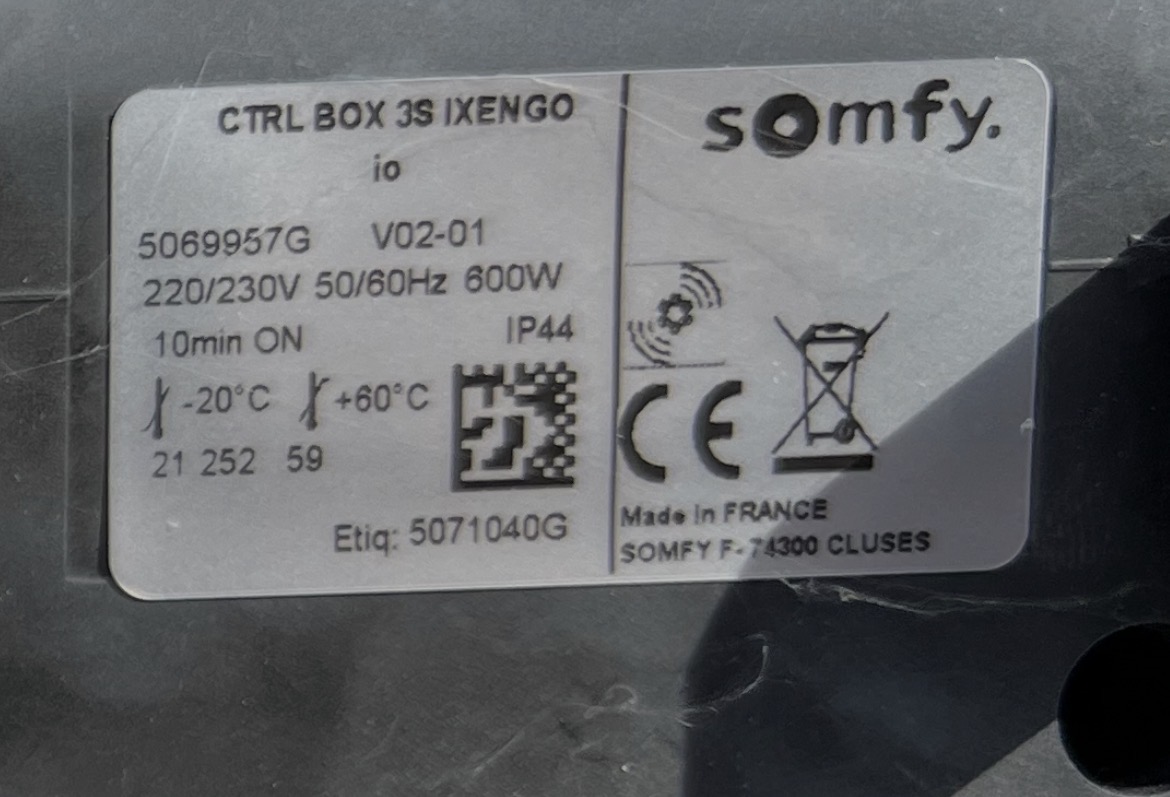 CTRL BOX 3S IXENGO
io
5069957G V02-01
220/230V 50/60Hz 600W
10min ON IP44
-20°C +60°C
21 252 59
Etiq: 5071040G
somfy.
CE
Made in FRANCE
SOMFY F- 74300 CLUSES